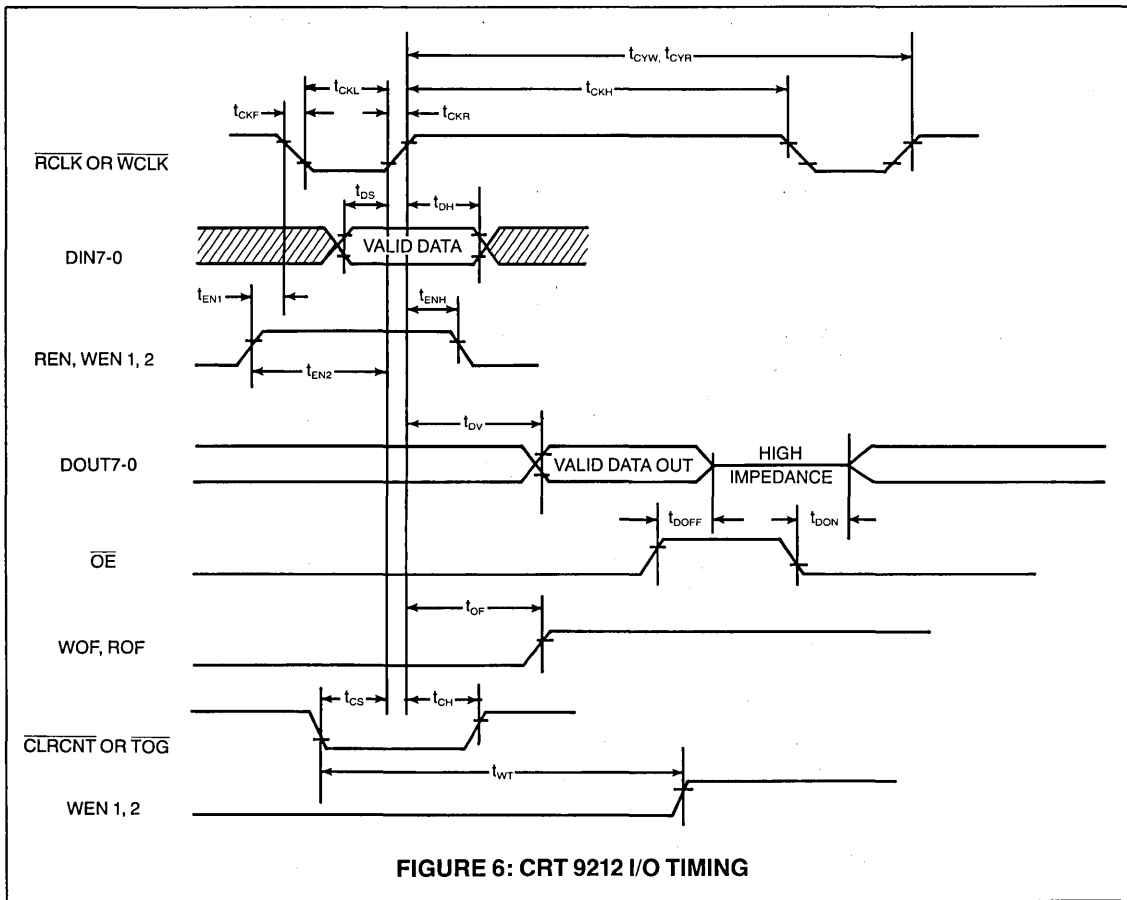 tCYW, tCYR
tCKL
tCKH
tCKF
tCKR
RCLK OR WCLK
tDS
tDH
VALID DATA
DIN7-0
tEN1
tENH
REN, WEN 1, 2
tEN2
tDV
DOUT7-0
VALID DATA OUT
HIGH
IMPEDANCE
tDOFF
tDON
OE
tOF
WOF, ROF
tCS
tCH
CLRCNT OR TOG
tWT
WEN 1, 2
FIGURE 6: CRT 9212 I/O TIMING